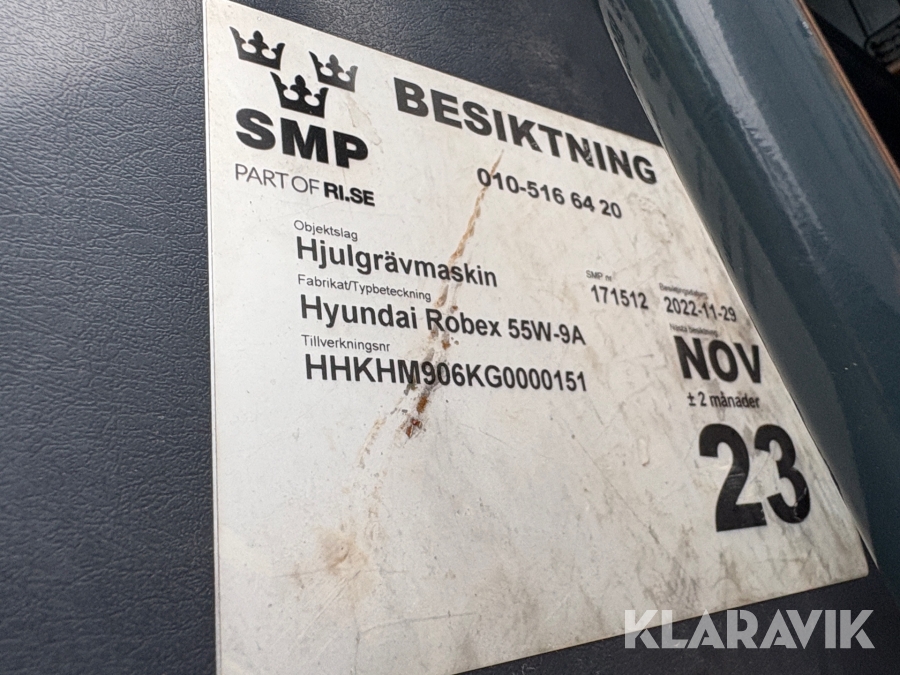 BESIKTNING
SMP
PART OF RI.SE
010-516 64 20
Objektslag
Hjulgrävmaskin
Fabrikat/Typbeteckning
Hyundai Robex 55W-9A
Tillverkningsnr
HHKHM906KG0000151
SMP nr
171512
Besiktningsdatum
2022-11-29
Nästa besiktning
NOV
± 2 månader
23
KLARAVIK